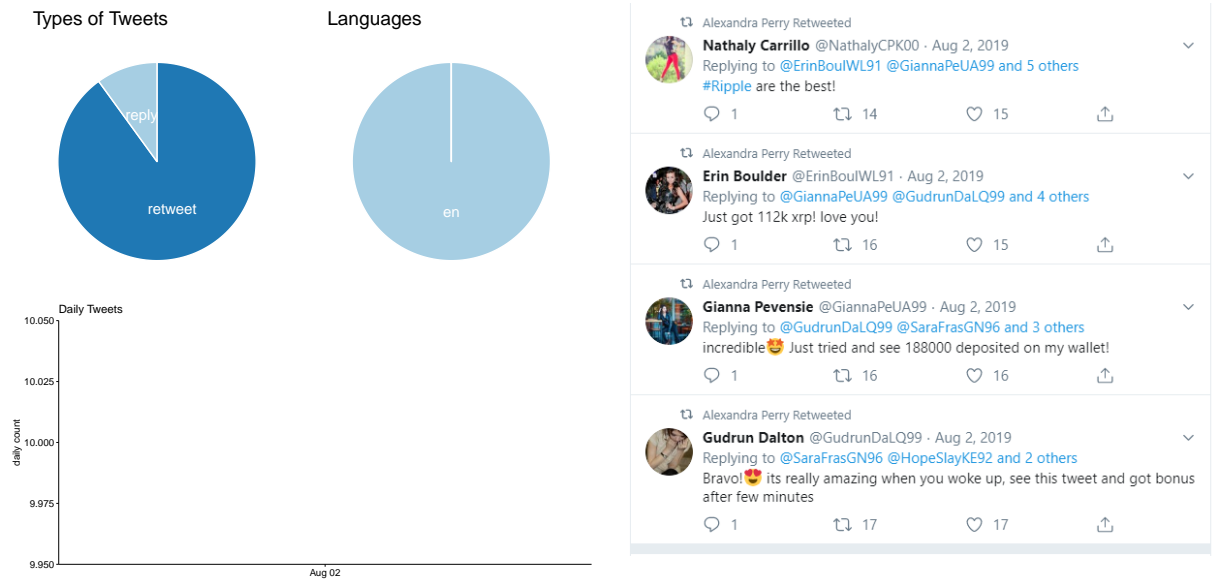 Types of Tweets
Languages
reply
retweet
en
Daily Tweets
10.050
10.025
10.000
9.975
9.950
daily count
Aug 02
Alexandra Perry Retweeted
Nathaly Carrillo @NathalyCPK00 · Aug 2, 2019
Replying to @ErinBoulWL91 @GiannaPeUA99 and 5 others
#Ripple are the best!
1 14 15
Alexandra Perry Retweeted
Erin Boulder @ErinBoulWL91 · Aug 2, 2019
Replying to @GiannaPeUA99 @GudrunDaLQ99 and 4 others
Just got 112k xrp! love you!
1 16 15
Alexandra Perry Retweeted
Gianna Pevensie @GiannaPeUA99 · Aug 2, 2019
Replying to @GudrunDaLQ99 @SaraFrasGN96 and 3 others
incredible🤩 Just tried and see 188000 deposited on my wallet!
1 16 16
Alexandra Perry Retweeted
Gudrun Dalton @GudrunDaLQ99 · Aug 2, 2019
Replying to @SaraFrasGN96 @HopeSlayKE92 and 2 others
Bravo!😍 its really amazing when you woke up, see this tweet and got bonus
after few minutes
1 17 17